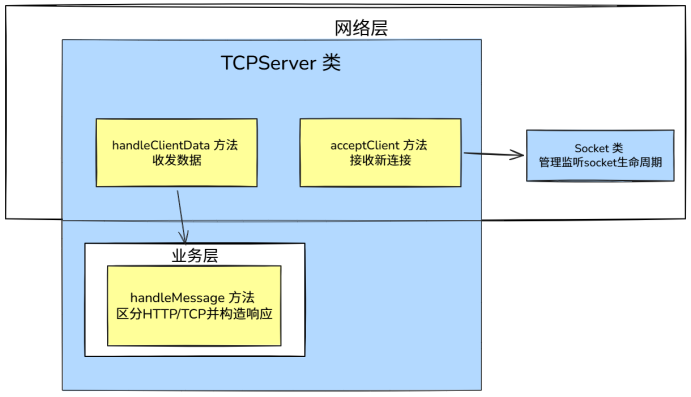 网络层
TCPServer 类
handleClientData 方法
收发数据
acceptClient 方法
接收新连接
Socket 类
管理监听socket生命周期
业务层
handleMessage 方法
区分HTTP/TCP并构造响应